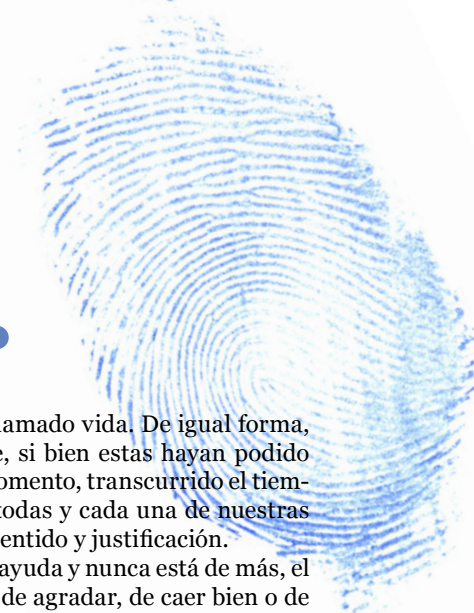 lamado vida. De igual forma,
e, si bien estas hayan podido
omento, transcurrido el tiem-
todas y cada una de nuestras
entido y justificación.
ayuda y nunca está de más, el
de agradar, de caer bien o de